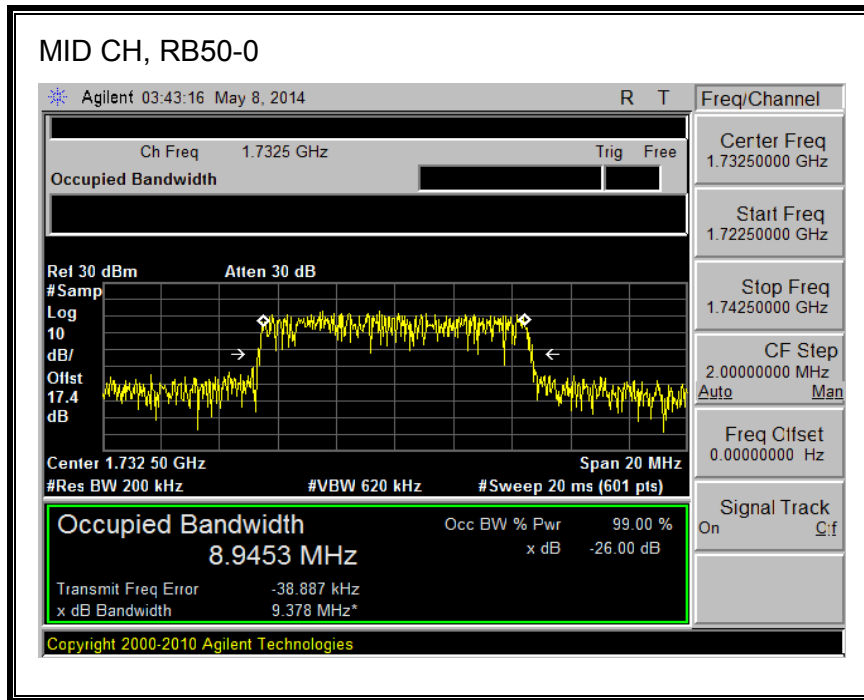 MID CH, RB50-0
Agilent 03:43:16 May 8, 2014 R T
Freq/Channel
Ch Freq 1.7325 GHz Trig Free
Occupied Bandwidth
Center Freq
1.73250000 GHz
Start Freq
1.72250000 GHz
Stop Freq
1.74250000 GHz
CF Step
2.00000000 MHz
Auto Man
Freq Offset
0.00000000 Hz
Signal Track
On Off
Ref 30 dBm Atten 30 dB
#Samp
Log
10
dB/
Offst
17.4
dB
Center 1.732 50 GHz Span 20 MHz
#Res BW 200 kHz #VBW 620 kHz #Sweep 20 ms (601 pts)
Occupied Bandwidth Occ BW % Pwr 99.00 %
8.9453 MHz x dB -26.00 dB
Transmit Freq Error -38.887 kHz
x dB Bandwidth 9.378 MHz*
Copyright 2000-2010 Agilent Technologies